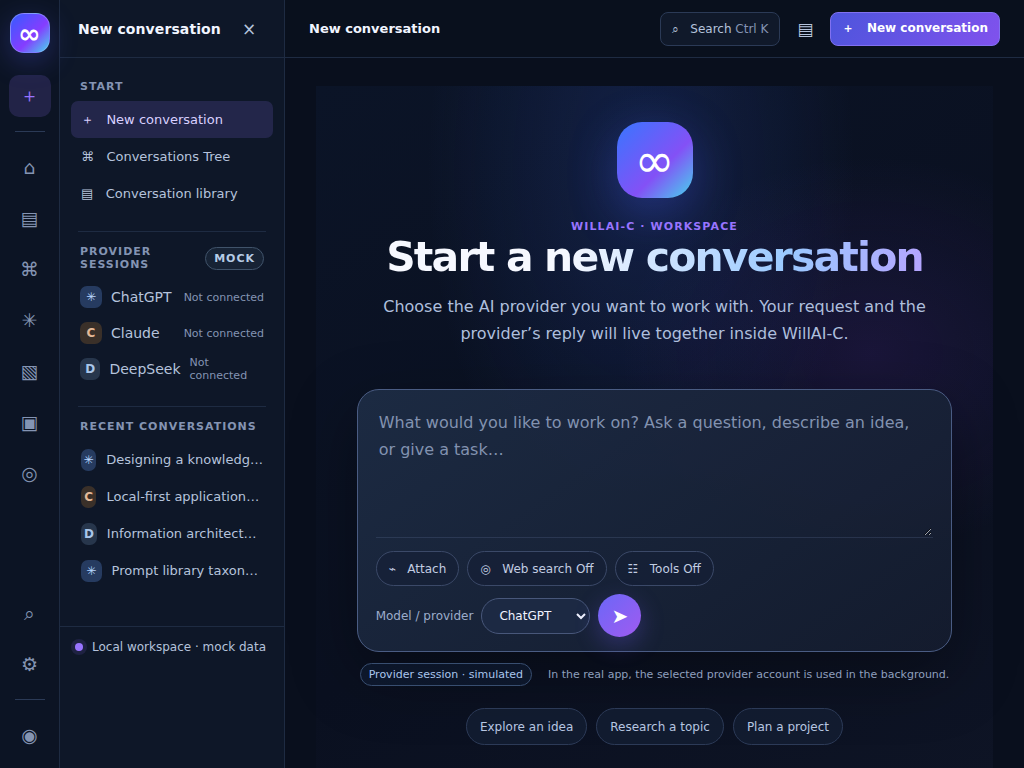 New conversation
START
New conversation
Conversations Tree
Conversation library
PROVIDER
SESSIONS
MOCK
ChatGPT Not connected
C Claude Not connected
D DeepSeek Not
connected
RECENT CONVERSATIONS
Designing a knowledg...
C Local-first application...
D Information architect...
Prompt library taxon...
Local workspace · mock data
New conversation
Search Ctrl K
+ New conversation
WILLAI-C · WORKSPACE
Start a new conversation
Choose the AI provider you want to work with. Your request and the
provider’s reply will live together inside WillAI-C.
What would you like to work on? Ask a question, describe an idea,
or give a task…
Attach
Web search Off
Tools Off
Model / provider ChatGPT
Provider session · simulated
In the real app, the selected provider account is used in the background.
Explore an idea
Research a topic
Plan a project